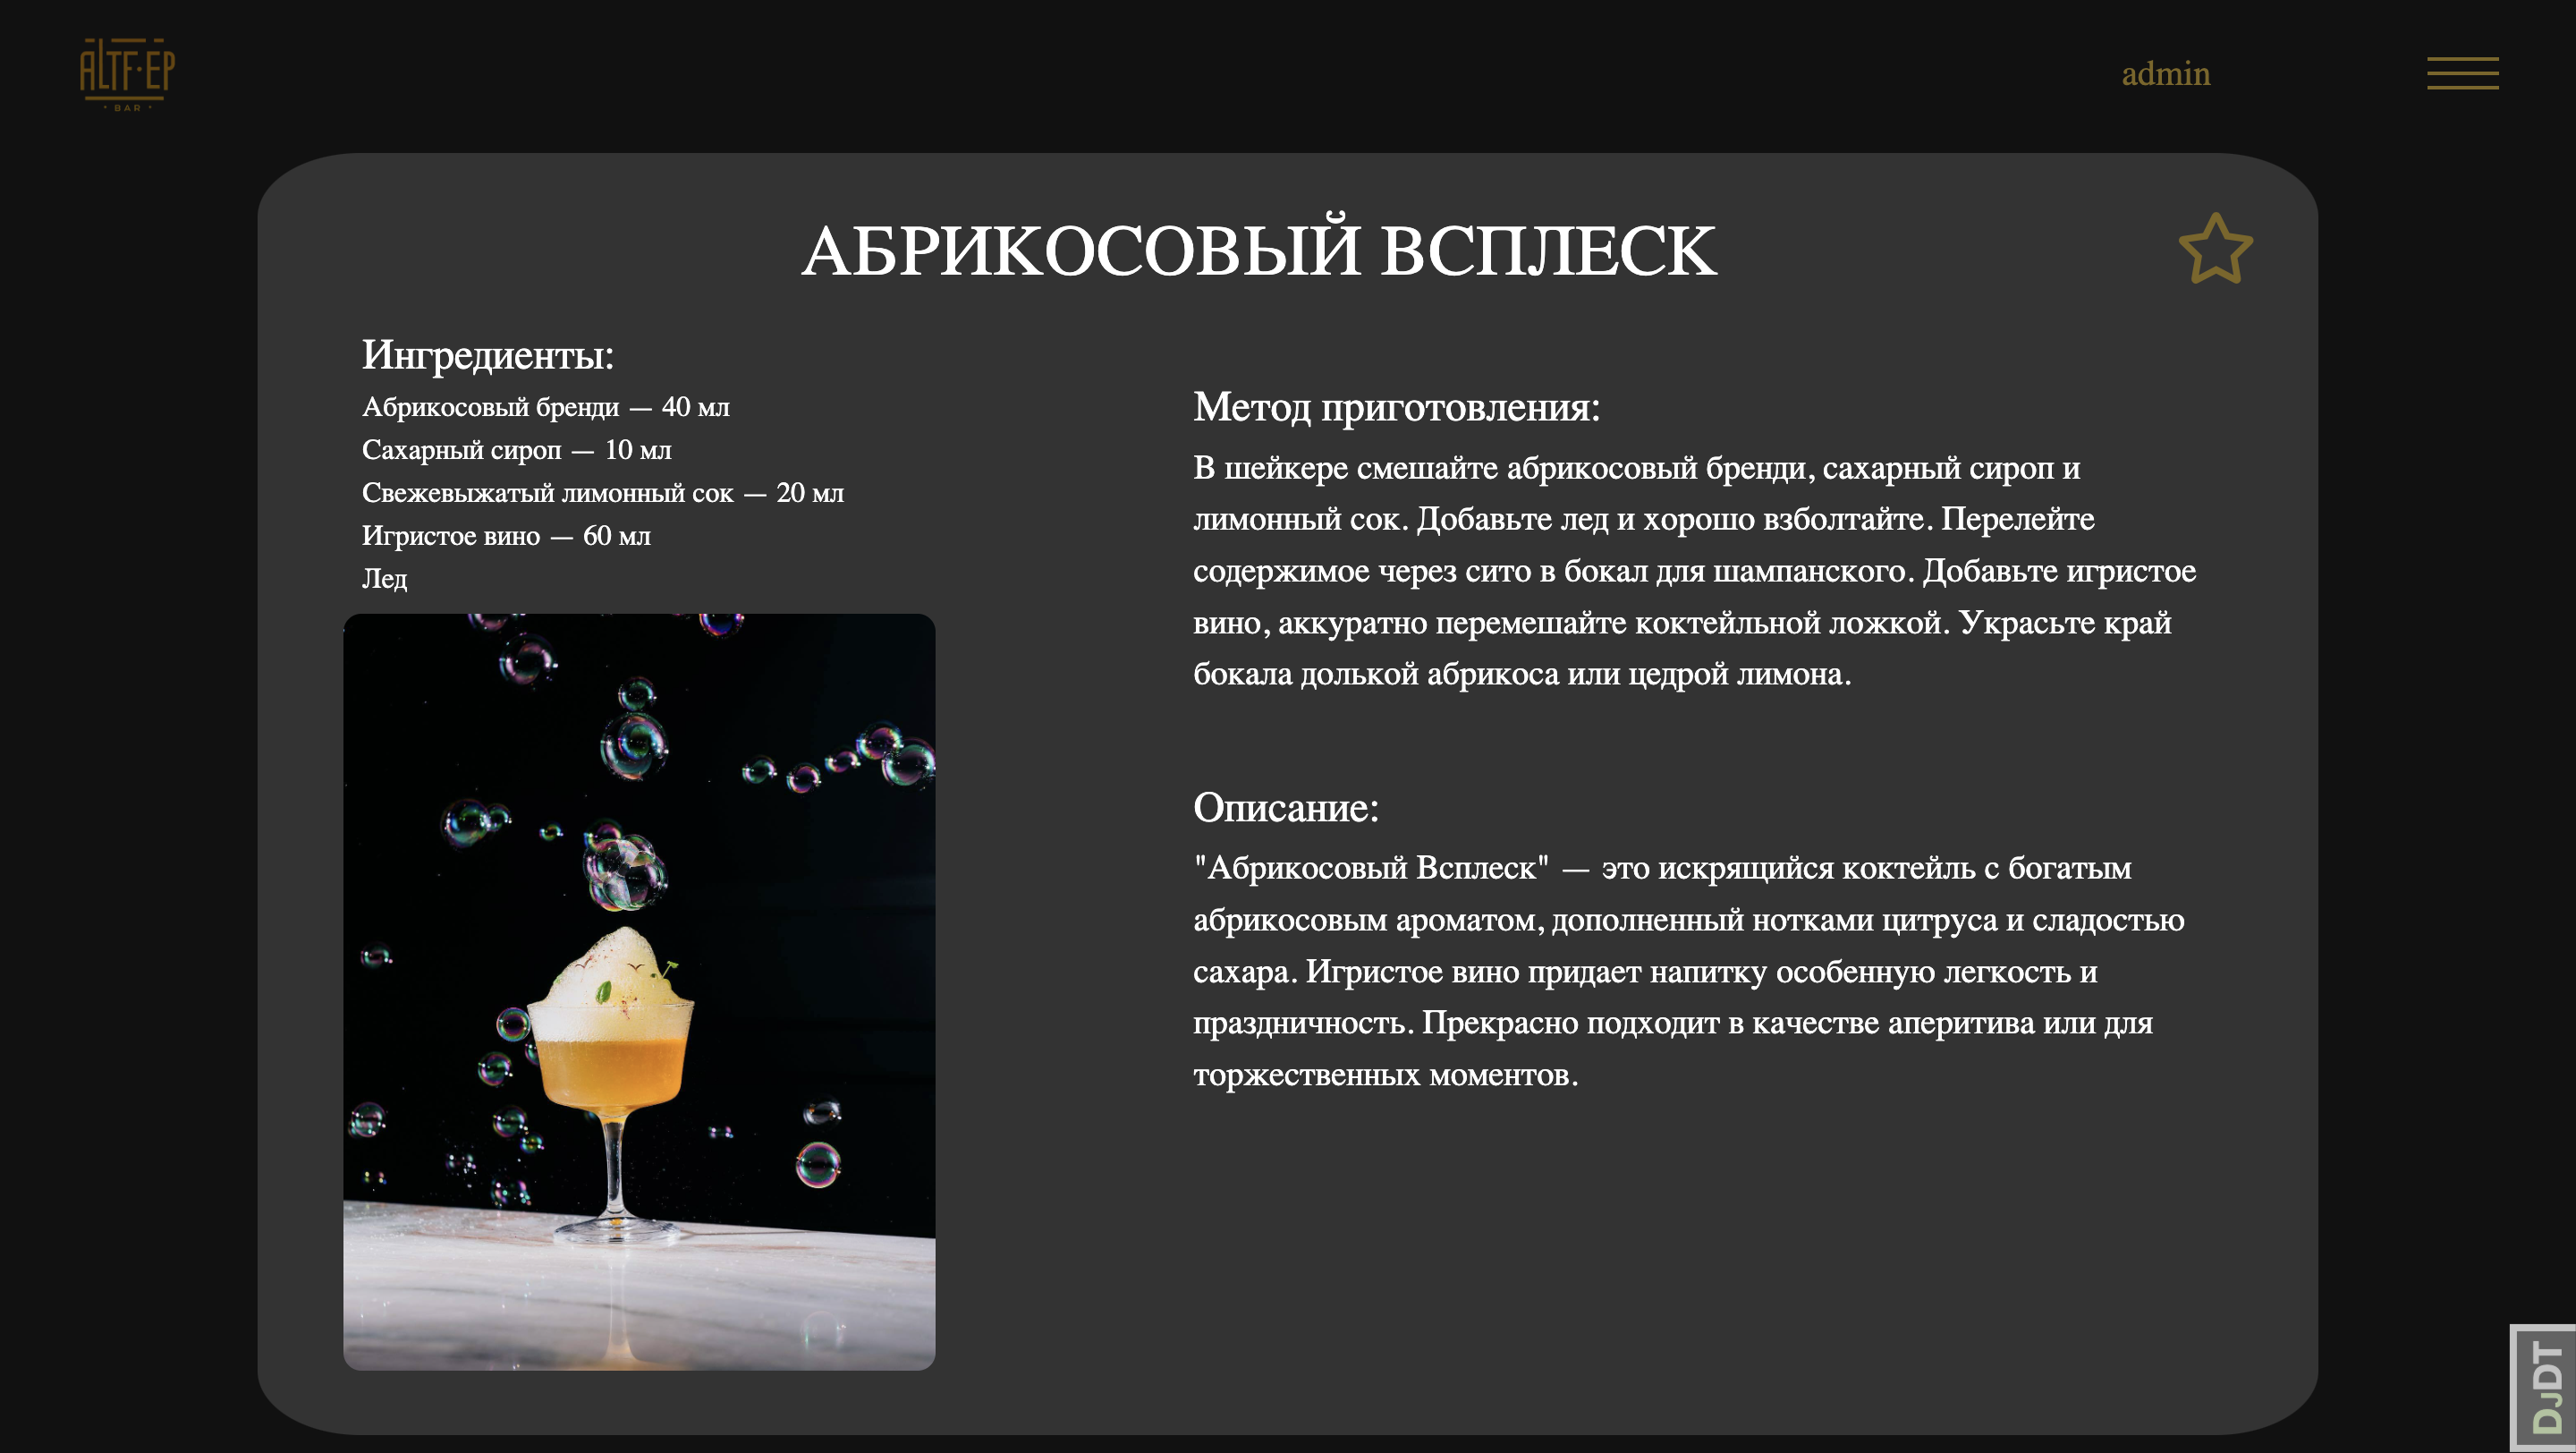 ALTF·EP
· BAR ·
admin
АБРИКОСОВЫЙ ВСПЛЕСК
Ингредиенты:
Абрикосовый бренди — 40 мл
Сахарный сироп — 10 мл
Свежевыжатый лимонный сок — 20 мл
Игристое вино — 60 мл
Лед
Метод приготовления:
В шейкере смешайте абрикосовый бренди, сахарный сироп и
лимонный сок. Добавьте лед и хорошо взболтайте. Перелейте
содержимое через сито в бокал для шампанского. Добавьте игристое
вино, аккуратно перемешайте коктейльной ложкой. Украсьте край
бокала долькой абрикоса или цедрой лимона.
Описание:
"Абрикосовый Всплеск" — это искрящийся коктейль с богатым
абрикосовым ароматом, дополненный нотками цитруса и сладостью
сахара. Игристое вино придает напитку особенную легкость и
праздничность. Прекрасно подходит в качестве аперитива или для
торжественных моментов.
DJDT